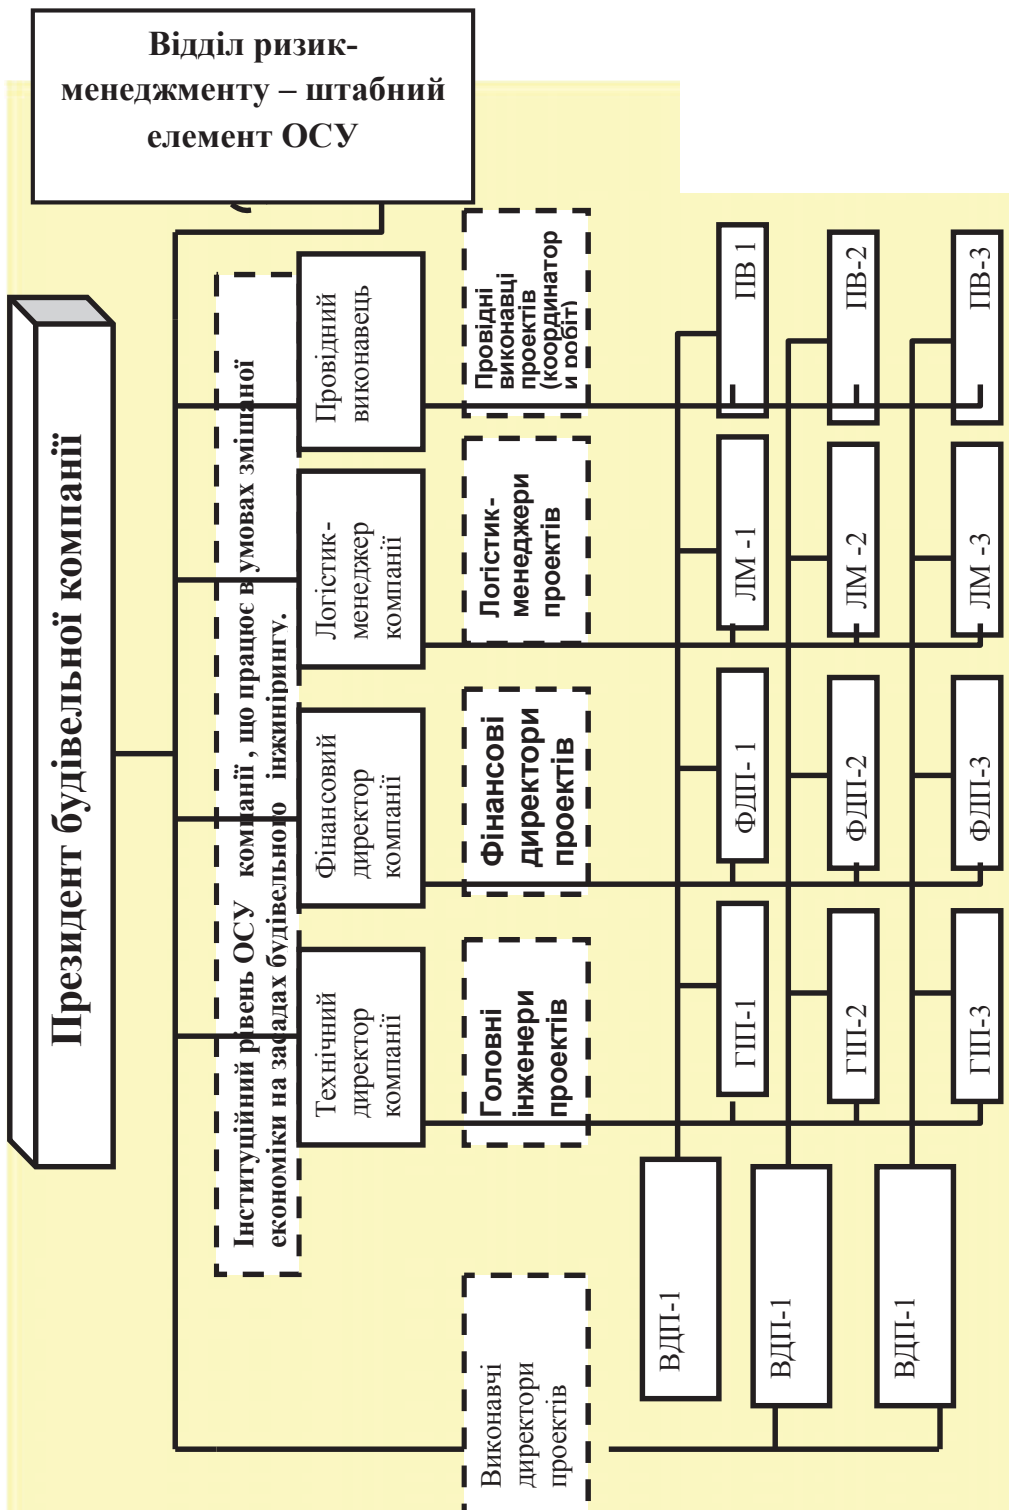 Відділ ризик-
менеджменту – штабний
елемент ОСУ
Президент будівельної компанії
Інституційний рівень ОСУ компанії , що працює в умовах змішаної
економіки на засадах будівельного інжинірингу.
Технічний
директор
компанії
Фінансовий
директор
компанії
Логістик-
менеджер
компанії
Провідний
виконавець
Виконавчі
директори
проектів
Головні
інженери
проектів
Фінансові
директори
проектів
Логістик-
менеджери
проектів
Провідні
виконавці
проектів
(координатор
и робіт)
ВДП-1
ГІП-1
ФДП- 1
ЛМ -1
ПВ 1
ВДП-1
ГІП-2
ФДП-2
ЛМ -2
ПВ-2
ВДП-1
ГІП-3
ФДП-3
ЛМ -3
ПВ-3